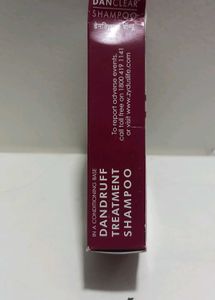 DANCLEAR
SHAMPOO
To report adverse events,
call toll free on 1800 419 1141
or visit www.zyduslife.com
IN A CONDITIONING BASE
DANDRUFF
TREATMENT
SHAMPOO